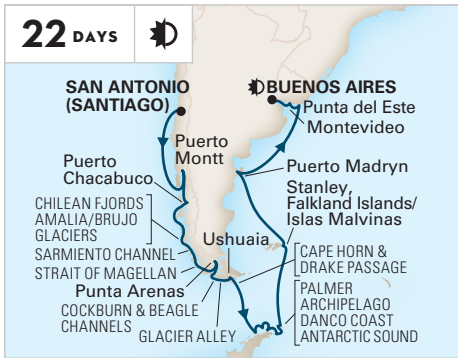 22 DAYS
SAN ANTONIO
(SANTIAGO)
BUENOS AIRES
Punta del Este
Montevideo
Puerto
Montt
Puerto
Chacabuco
Puerto Madryn
Stanley,
Falkland Islands/
Islas Malvinas
CHILEAN FJORDS
AMALIA/BRUJO
GLACIERS
SARMIENTO CHANNEL
STRAIT OF MAGELLAN
Ushuaia
Punta Arenas
COCKBURN & BEAGLE
CHANNELS
GLACIER ALLEY
CAPE HORN &
DRAKE PASSAGE
PALMER
ARCHIPELAGO
DANCO COAST
ANTARCTIC SOUND